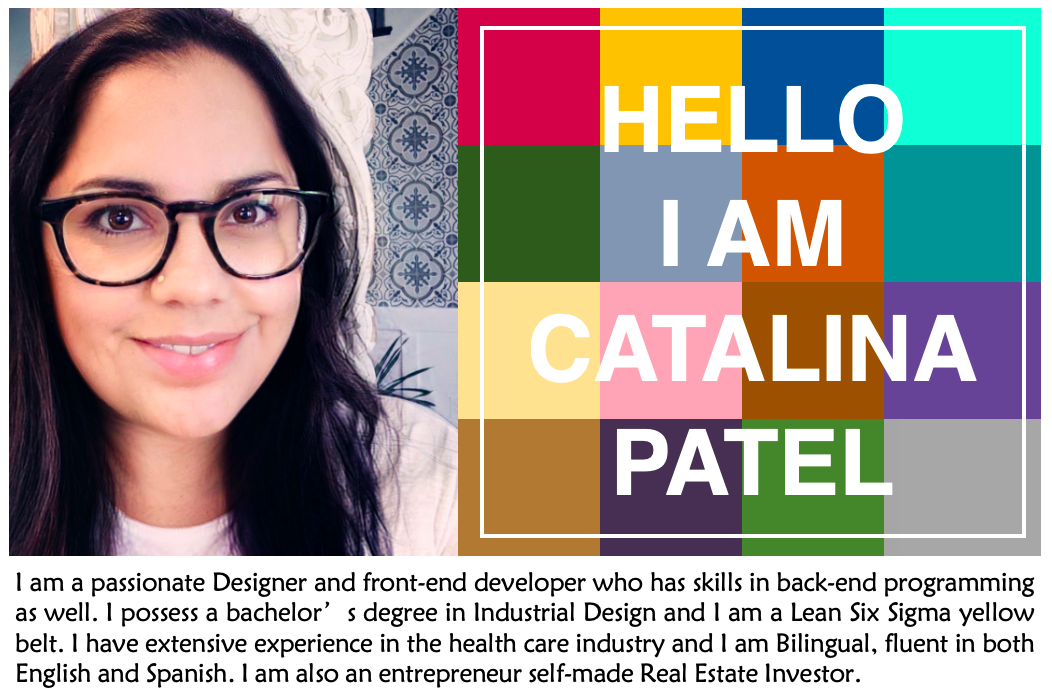 HELLO
I AM
CATALINA
PATEL
I am a passionate Designer and front-end developer who has skills in back-end programming
as well. I possess a bachelor’ s degree in Industrial Design and I am a Lean Six Sigma yellow
belt. I have extensive experience in the health care industry and I am Bilingual, fluent in both
English and Spanish. I am also an entrepreneur self-made Real Estate Investor.